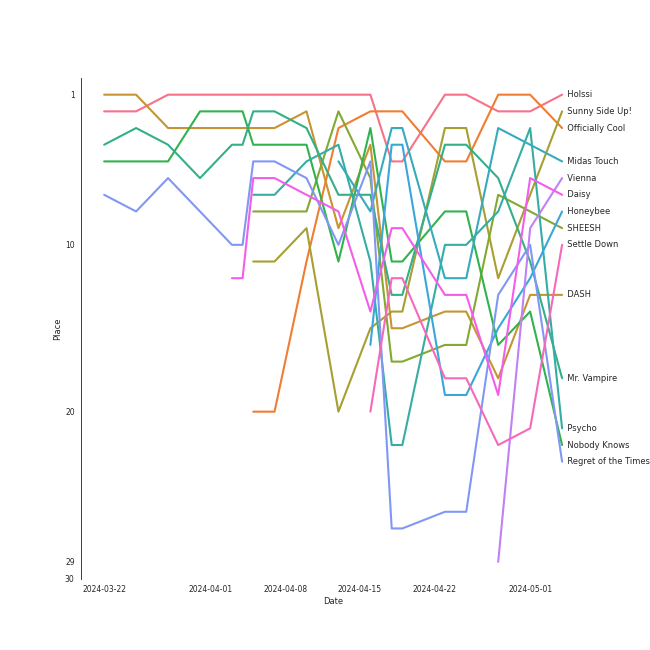 1
10
20
29
30
Place
2024-03-22
2024-04-01
2024-04-08
2024-04-15
2024-04-22
2024-05-01
Date
Holssi
Sunny Side Up!
Officially Cool
Midas Touch
Vienna
Daisy
Honeybee
SHEESH
Settle Down
DASH
Mr. Vampire
Psycho
Nobody Knows
Regret of the Times